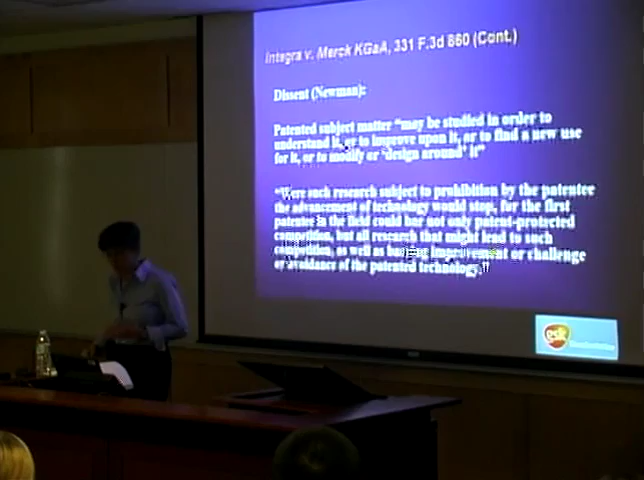 Integra v. Merck KGaA, 331 F.3d 860 (Cont.)
Dissent (Newman):
Patented subject matter “may be studied in order to
understand it, or to improve upon it, or to find a new use
for it, or to modify or ‘design around’ it”
“Were such research subject to prohibition by the patentee
the advancement of technology would stop, for the first
patentee in the field could bar not only patent-protected
competition, but all research that might lead to such
competition, as well as barring improvement or challenge
or avoidance of the patented technology.”
gsk